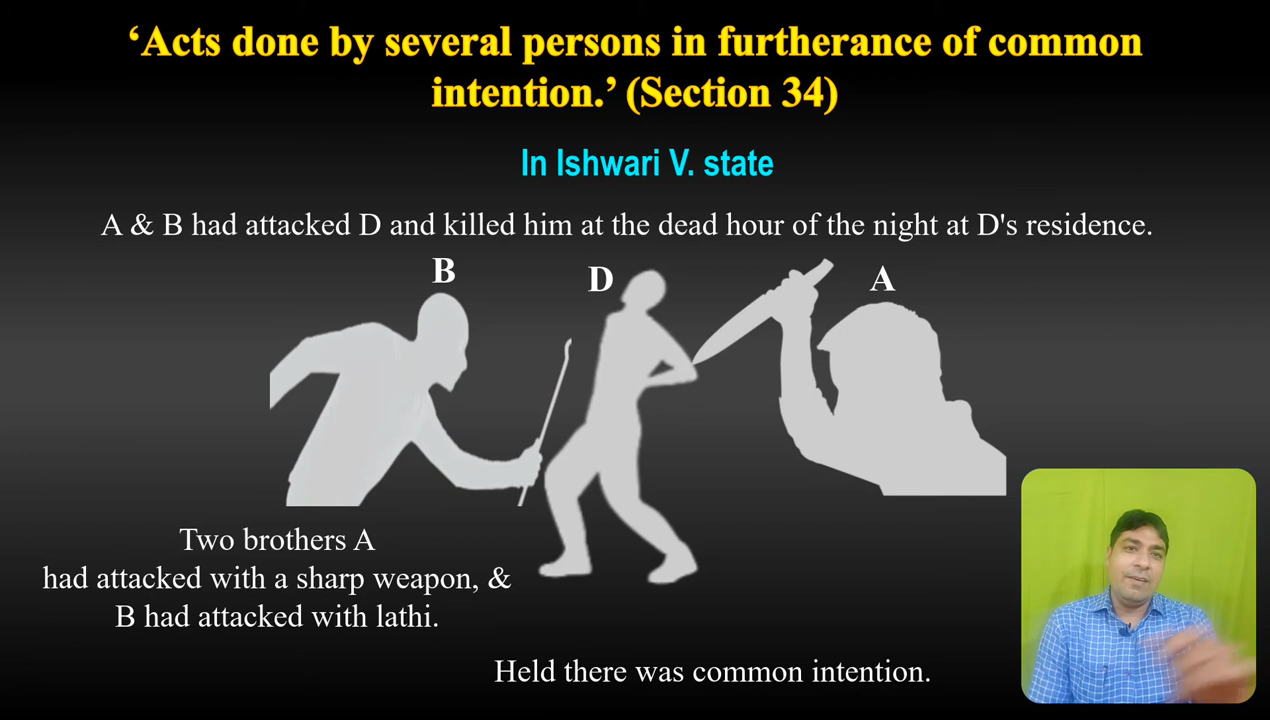 ‘Acts done by several persons in furtherance of common
intention.’ (Section 34)
In Ishwari V. state
A & B had attacked D and killed him at the dead hour of the night at D's residence.
B
D
A
Two brothers A
had attacked with a sharp weapon, &
B had attacked with lathi.
Held there was common intention.